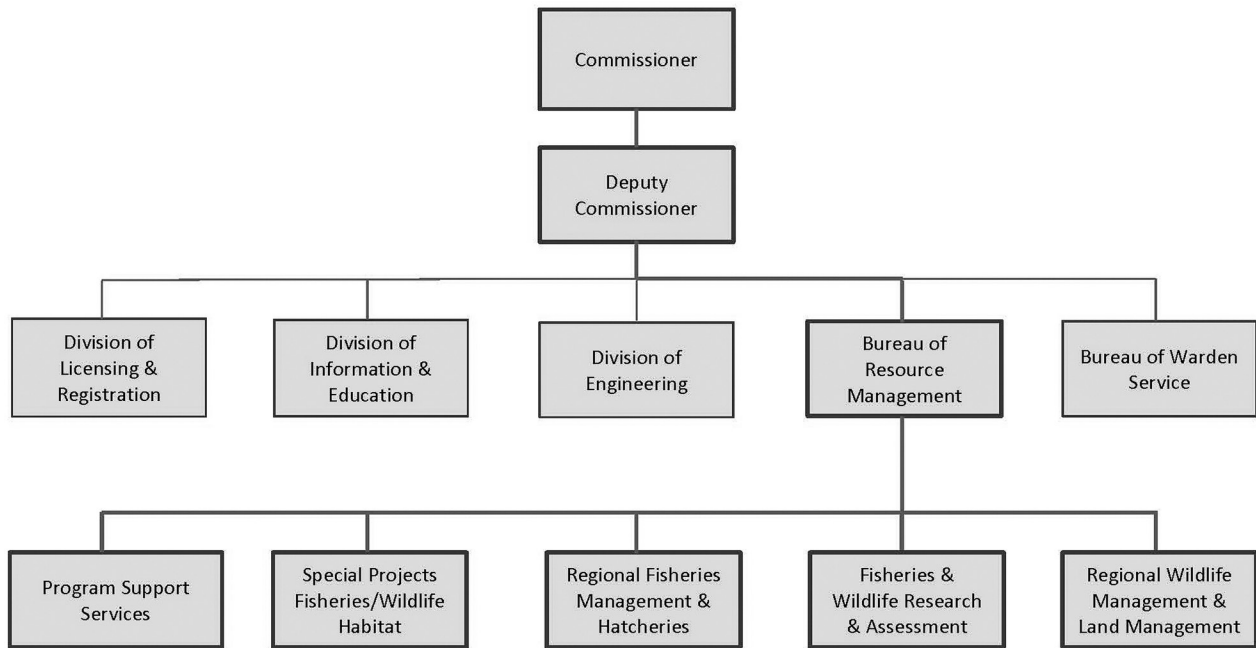 Commissioner
Deputy
Commissioner
Division of
Licensing &
Registration
Division of
Information &
Education
Division of
Engineering
Bureau of
Resource
Management
Bureau of Warden
Service
Program Support
Services
Special Projects
Fisheries/Wildlife
Habitat
Regional Fisheries
Management &
Hatcheries
Fisheries &
Wildlife Research
& Assessment
Regional Wildlife
Management &
Land Management